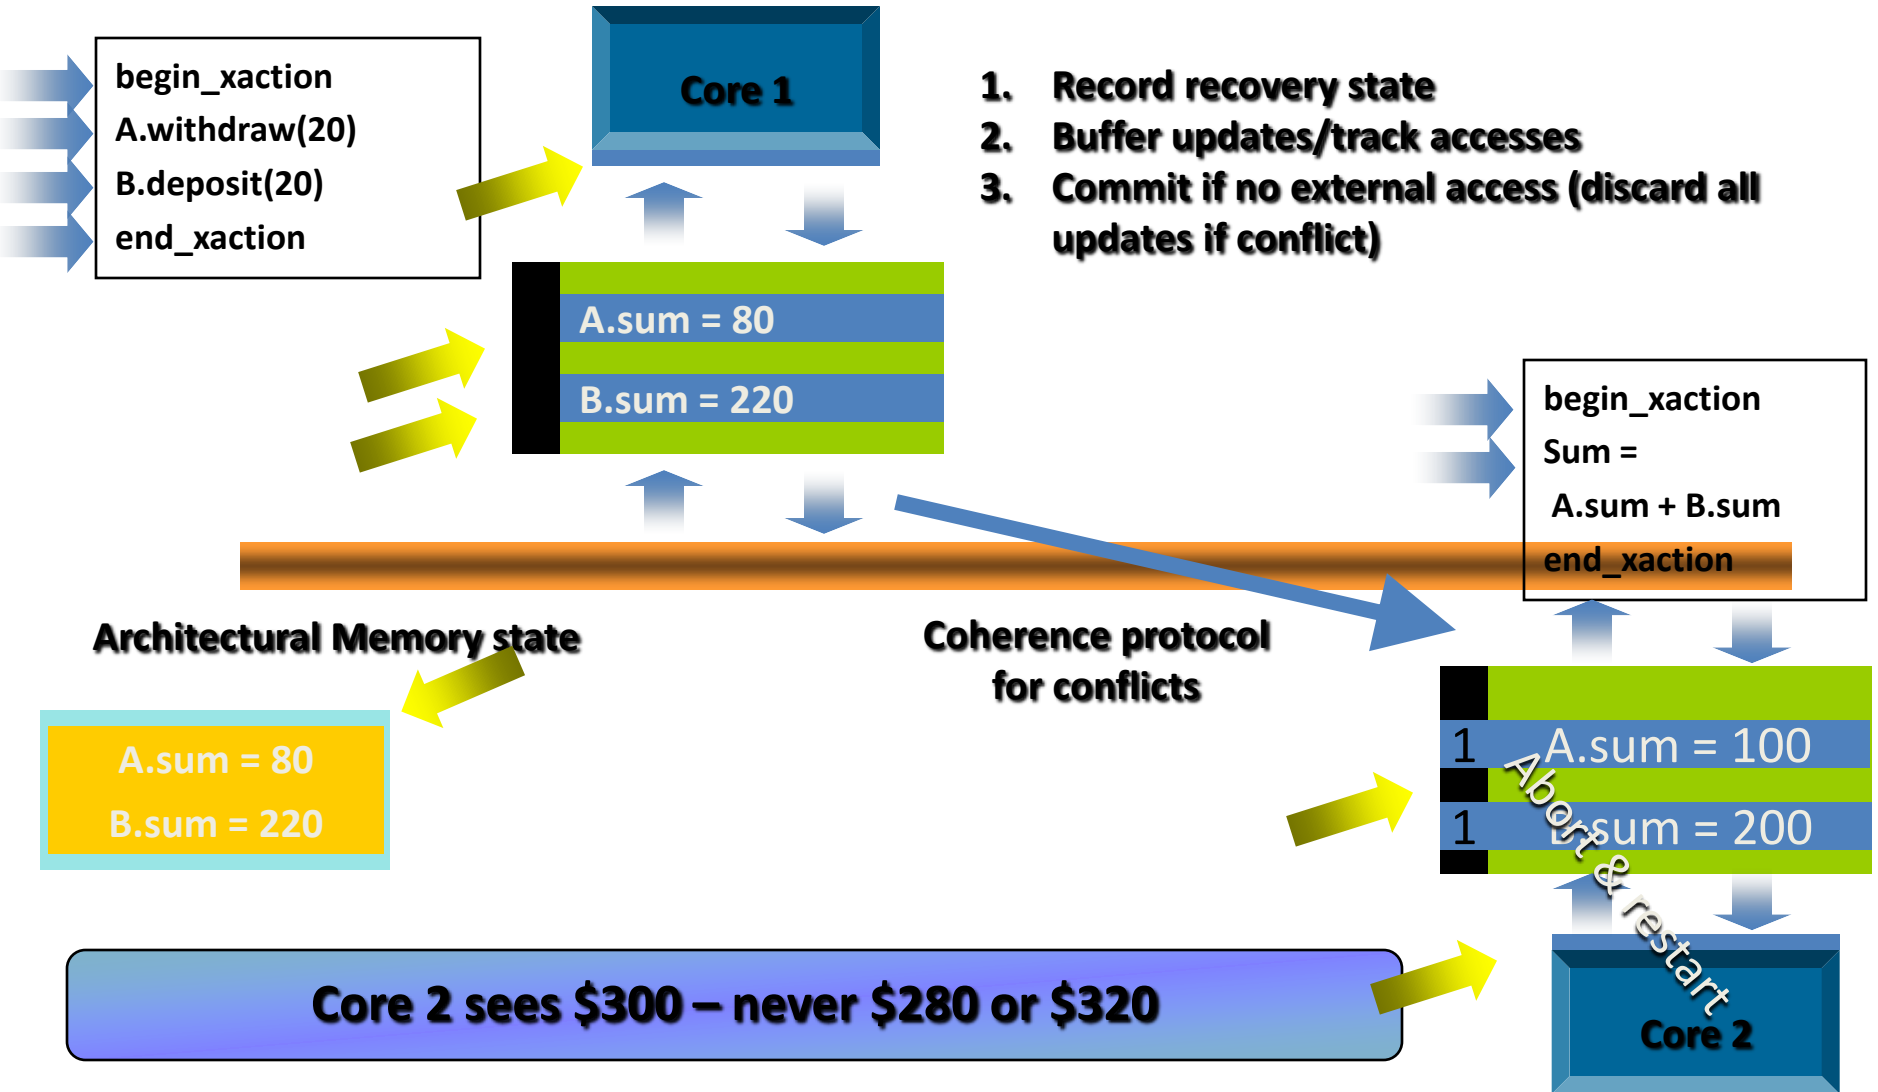 begin_xaction
A.withdraw(20)
B.deposit(20)
end_xaction
Core 1
1. Record recovery state
2. Buffer updates/track accesses
3. Commit if no external access (discard all
updates if conflict)
A.sum = 80
B.sum = 220
begin_xaction
Sum =
A.sum + B.sum
end_xaction
Architectural Memory state
Coherence protocol
for conflicts
A.sum = 80
B.sum = 220
1 A.sum = 100
1 B.sum = 200
Abort & restart
Core 2 sees $300 – never $280 or $320
Core 2